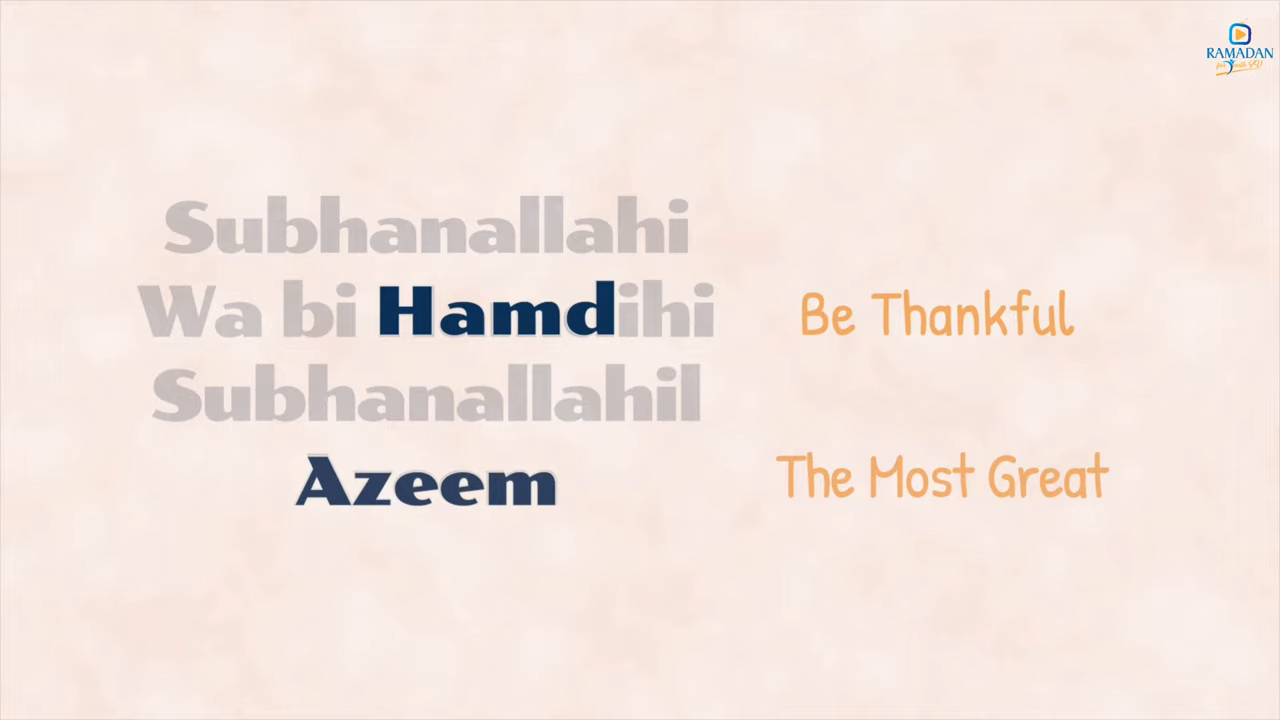 RAMADAN
Subhanallahi
Wa bi Hamdihi
Be Thankful
Subhanallahil
Azeem
The Most Great